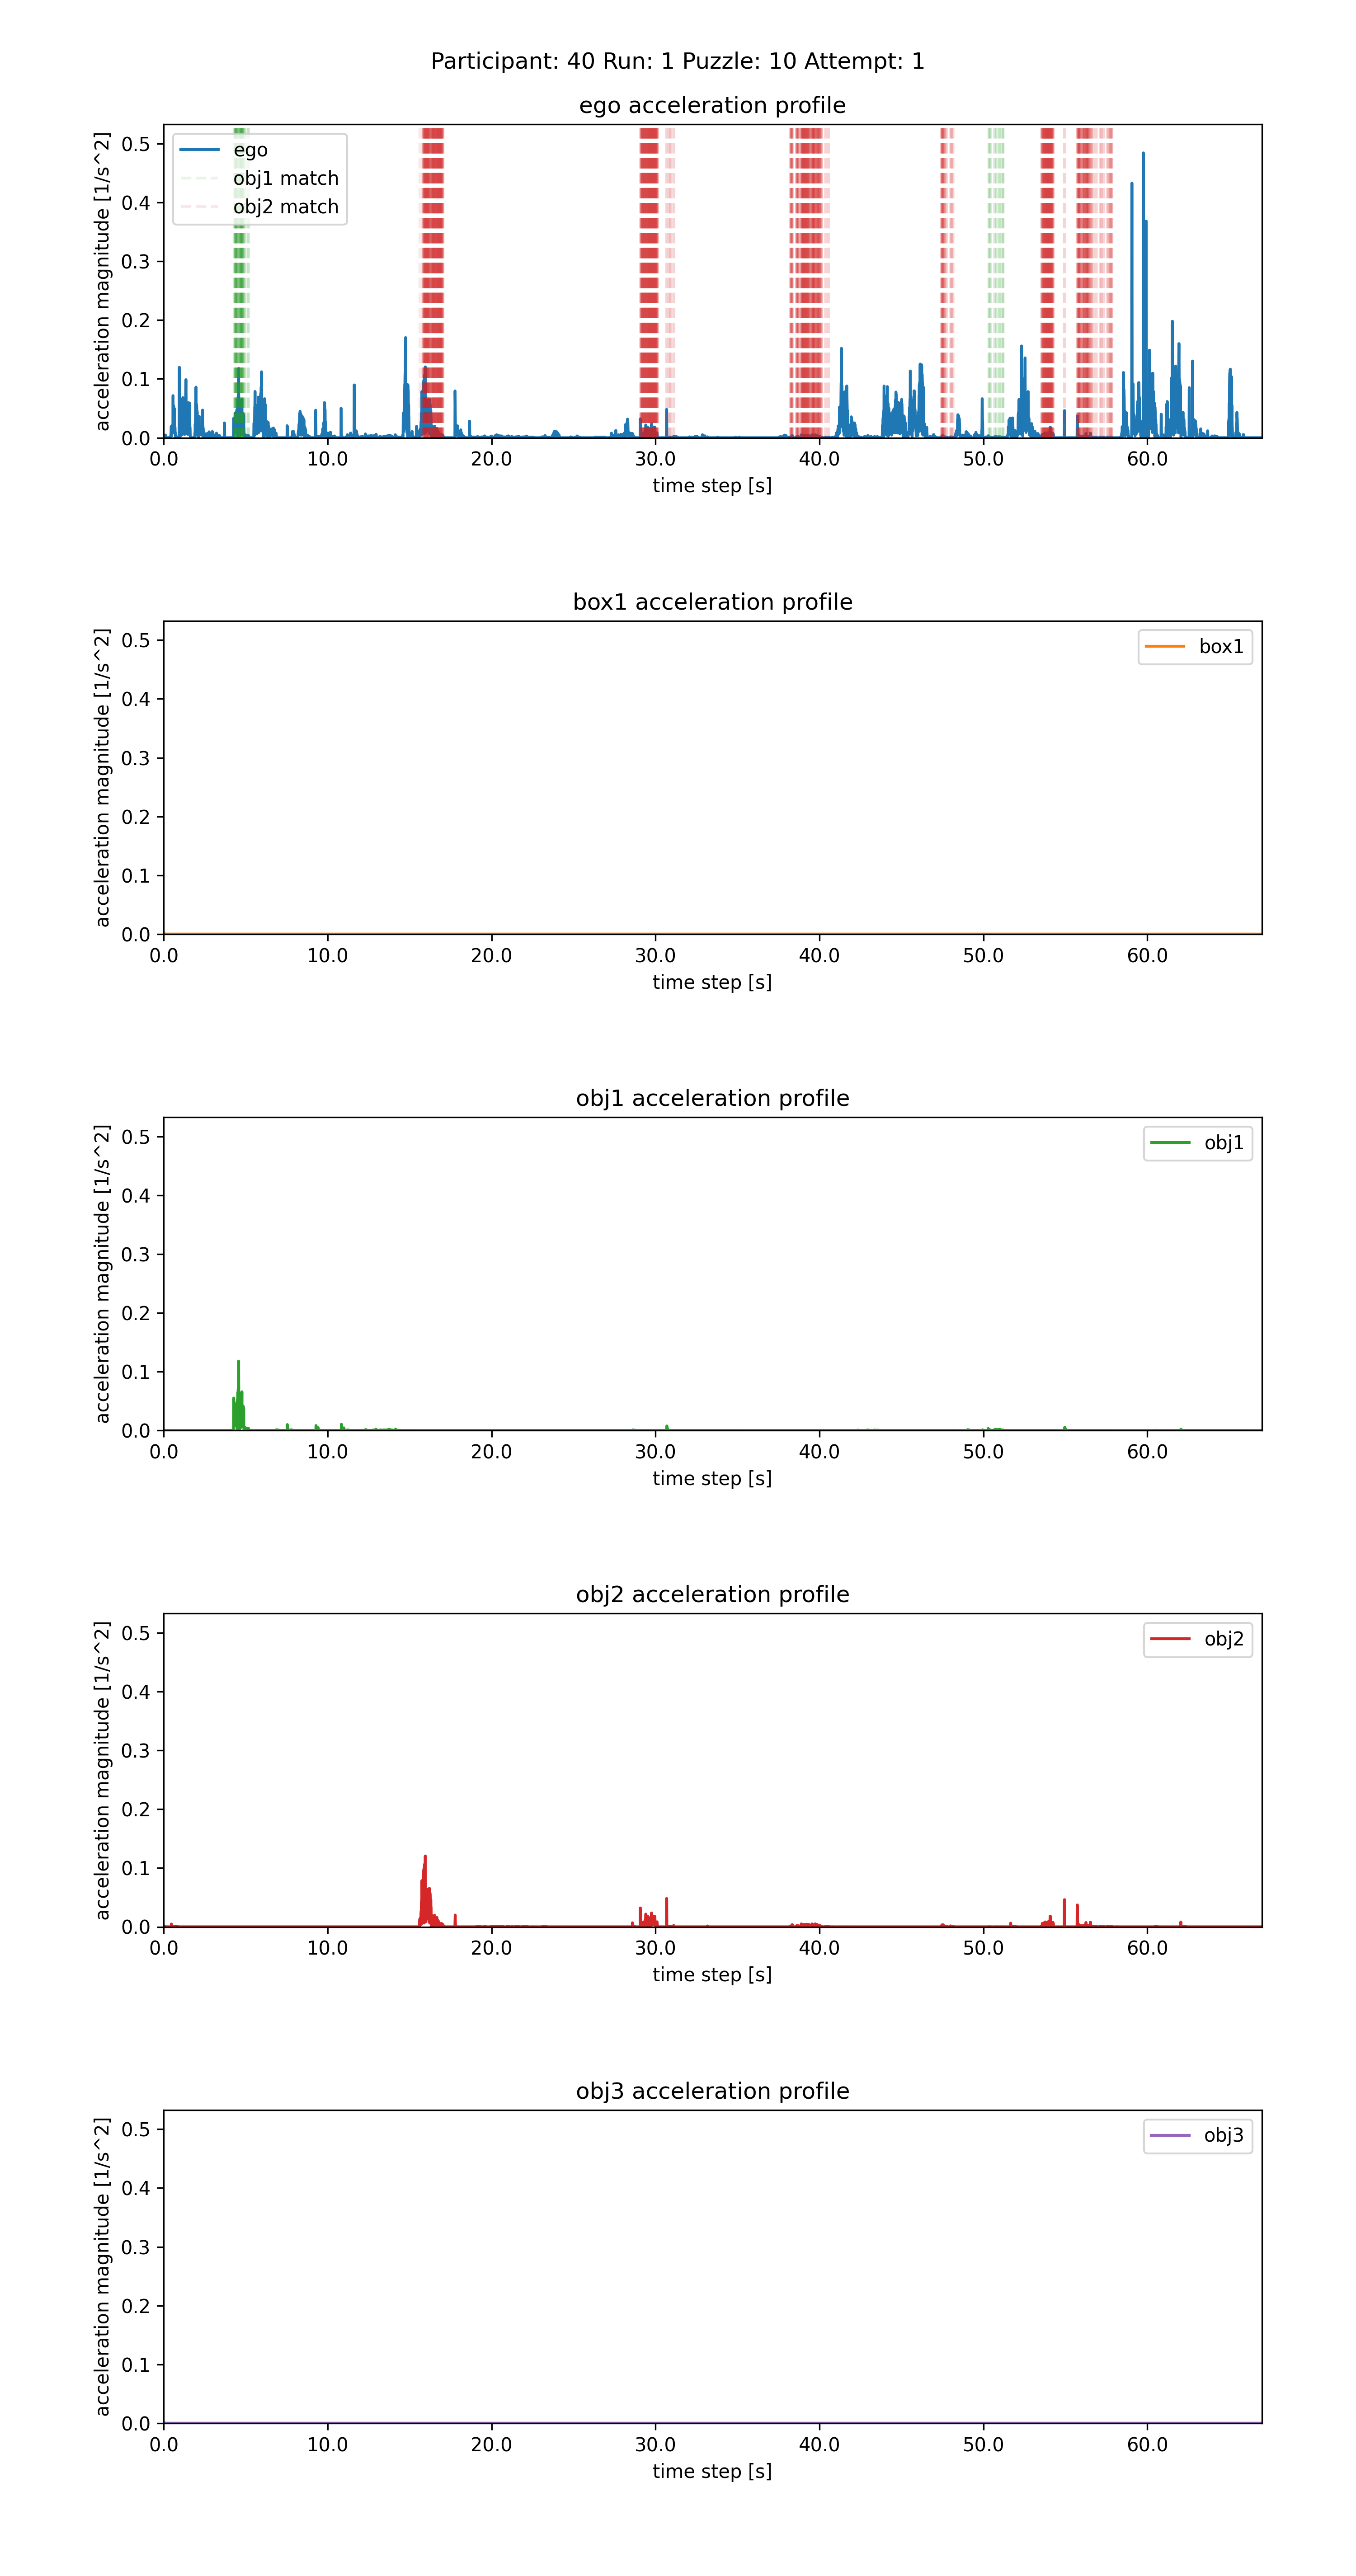 Participant: 40 Run: 1 Puzzle: 10 Attempt: 1
ego acceleration profile
acceleration magnitude [1/s^2]
0.5
0.4
0.3
0.2
0.1
0.0
ego
obj1 match
obj2 match
0.0 10.0 20.0 30.0 40.0 50.0 60.0
time step [s]
box1 acceleration profile
acceleration magnitude [1/s^2]
0.5
0.4
0.3
0.2
0.1
0.0
box1
0.0 10.0 20.0 30.0 40.0 50.0 60.0
time step [s]
obj1 acceleration profile
acceleration magnitude [1/s^2]
0.5
0.4
0.3
0.2
0.1
0.0
obj1
0.0 10.0 20.0 30.0 40.0 50.0 60.0
time step [s]
obj2 acceleration profile
acceleration magnitude [1/s^2]
0.5
0.4
0.3
0.2
0.1
0.0
obj2
0.0 10.0 20.0 30.0 40.0 50.0 60.0
time step [s]
obj3 acceleration profile
acceleration magnitude [1/s^2]
0.5
0.4
0.3
0.2
0.1
0.0
obj3
0.0 10.0 20.0 30.0 40.0 50.0 60.0
time step [s]